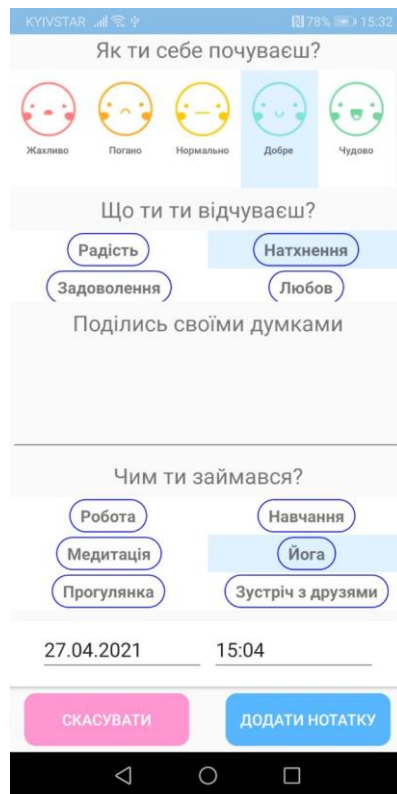 KYIVSTAR 78% 15:32
Як ти себе почуваєш?
Жахливо Погано Нормально Добре Чудово
Що ти ти відчуваєш?
Радість Натхнення
Задоволення Любов
Поділись своїми думками
Чим ти займався?
Робота Навчання
Медитація Йога
Прогулянка Зустріч з друзями
27.04.2021 15:04
СКАСУВАТИ ДОДАТИ НОТАТКУ